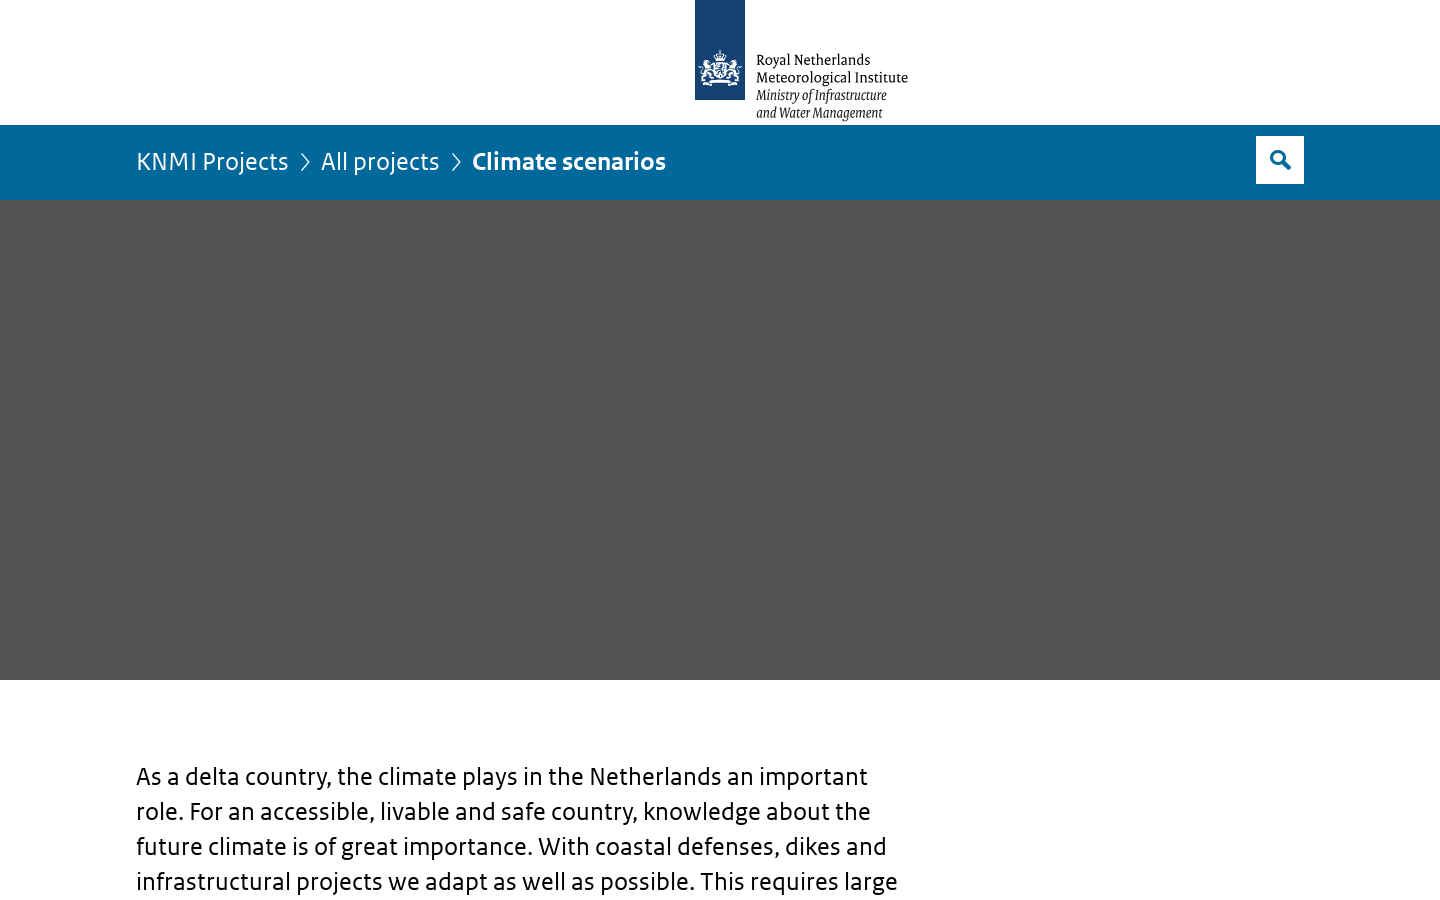 Royal Netherlands
Meteorological Institute
Ministry of Infrastructure
and Water Management
KNMI Projects > All projects > Climate scenarios
As a delta country, the climate plays in the Netherlands an important
role. For an accessible, livable and safe country, knowledge about the
future climate is of great importance. With coastal defenses, dikes and
infrastructural projects we adapt as well as possible. This requires large